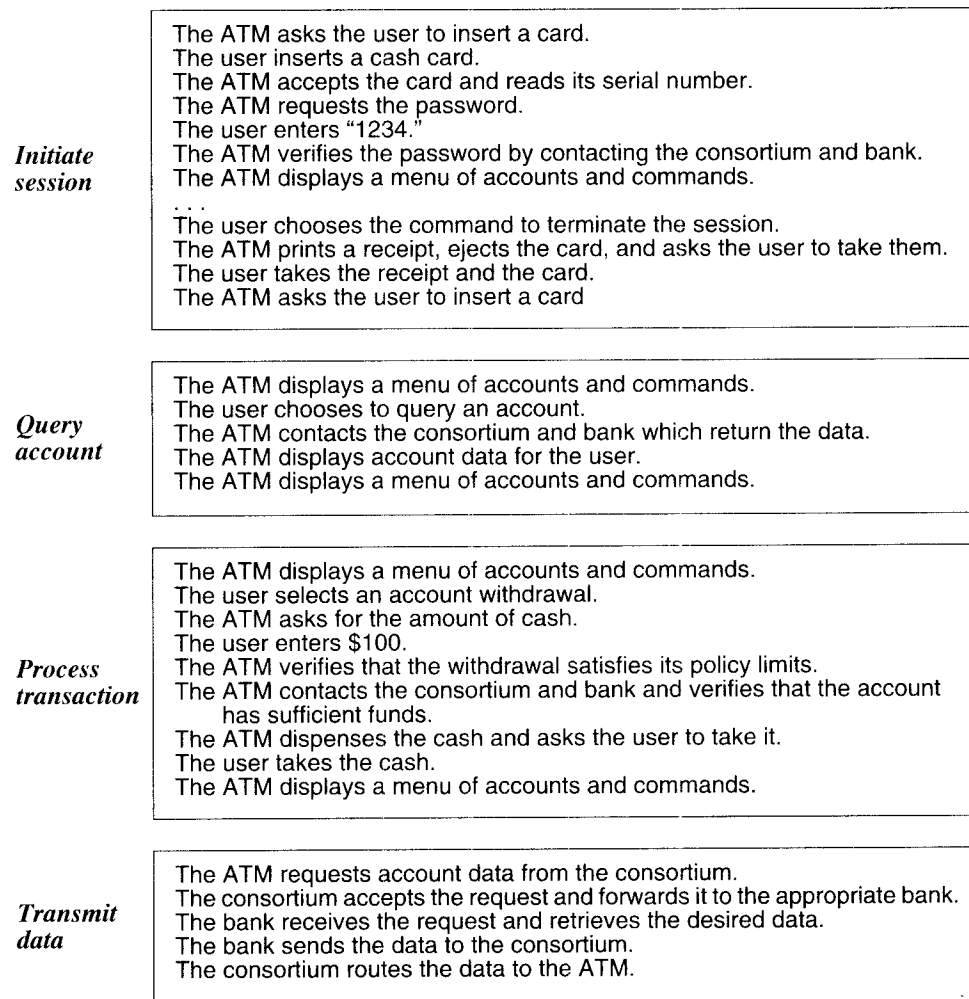 Initiate
session
The ATM asks the user to insert a card.
The user inserts a cash card.
The ATM accepts the card and reads its serial number.
The ATM requests the password.
The user enters “1234.”
The ATM verifies the password by contacting the consortium and bank.
The ATM displays a menu of accounts and commands.
. . .
The user chooses the command to terminate the session.
The ATM prints a receipt, ejects the card, and asks the user to take them.
The user takes the receipt and the card.
The ATM asks the user to insert a card
Query
account
The ATM displays a menu of accounts and commands.
The user chooses to query an account.
The ATM contacts the consortium and bank which return the data.
The ATM displays account data for the user.
The ATM displays a menu of accounts and commands.
Process
transaction
The ATM displays a menu of accounts and commands.
The user selects an account withdrawal.
The ATM asks for the amount of cash.
The user enters $100.
The ATM verifies that the withdrawal satisfies its policy limits.
The ATM contacts the consortium and bank and verifies that the account
has sufficient funds.
The ATM dispenses the cash and asks the user to take it.
The user takes the cash.
The ATM displays a menu of accounts and commands.
Transmit
data
The ATM requests account data from the consortium.
The consortium accepts the request and forwards it to the appropriate bank.
The bank receives the request and retrieves the desired data.
The bank sends the data to the consortium.
The consortium routes the data to the ATM.